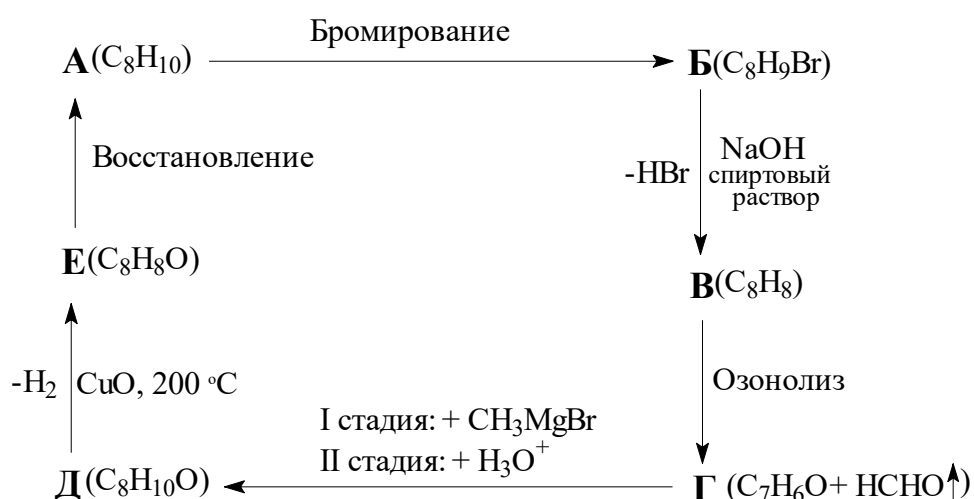 Бромирование
А(C₈H₁₀)
Б(C₈H₉Br)
Восстановление
-HBr
NaOH
спиртовый
раствор
Е(C₈H₈O)
В(C₈H₈)
-H₂
CuO, 200 °C
Озонолиз
I стадия: + CH₃MgBr
II стадия: + H₃O⁺
Д(C₈H₁₀O)
Г (C₇H₆O + HCHO↑)